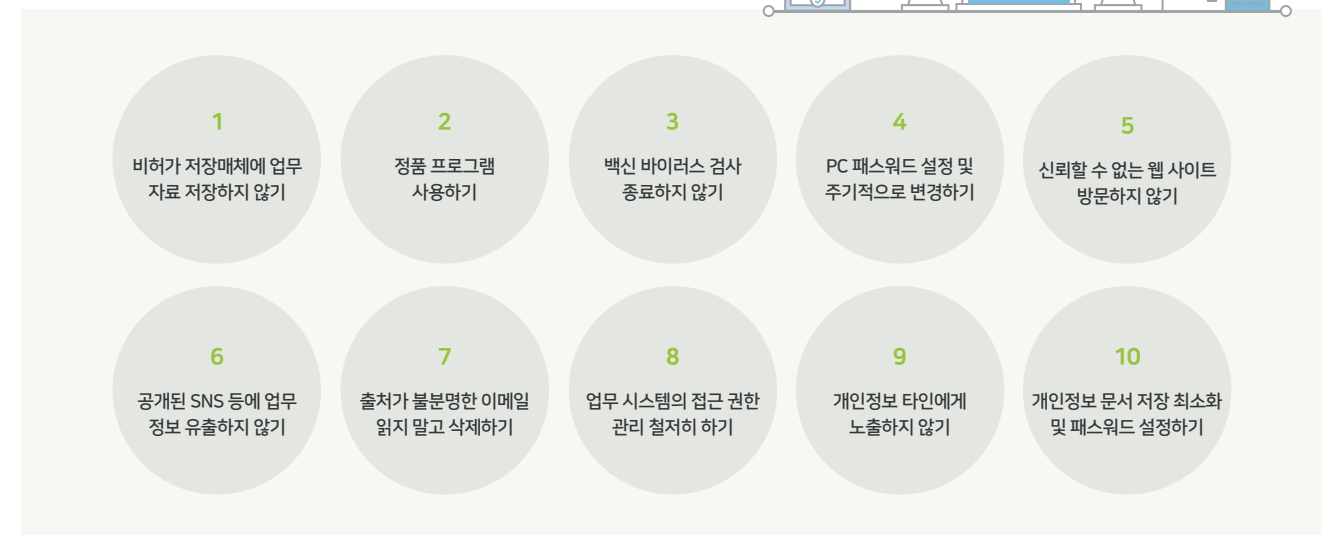 1
비허가 저장매체에 업무
자료 저장하지 않기
2
정품 프로그램
사용하기
3
백신 바이러스 검사
종료하지 않기
4
PC 패스워드 설정 및
주기적으로 변경하기
5
신뢰할 수 없는 웹 사이트
방문하지 않기
6
공개된 SNS 등에 업무
정보 유출하지 않기
7
출처가 불분명한 이메일
읽지 말고 삭제하기
8
업무 시스템의 접근 권한
관리 철저히 하기
9
개인정보 타인에게
노출하지 않기
10
개인정보 문서 저장 최소화
및 패스워드 설정하기